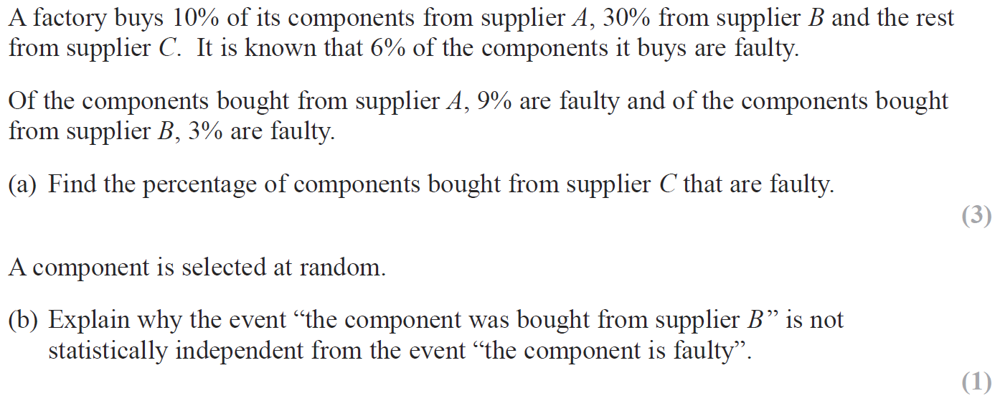 A factory buys 10% of its components from supplier A, 30% from supplier B and the rest
from supplier C. It is known that 6% of the components it buys are faulty.
Of the components bought from supplier A, 9% are faulty and of the components bought
from supplier B, 3% are faulty.
(a) Find the percentage of components bought from supplier C that are faulty.
(3)
A component is selected at random.
(b) Explain why the event “the component was bought from supplier B” is not
statistically independent from the event “the component is faulty”.
(1)